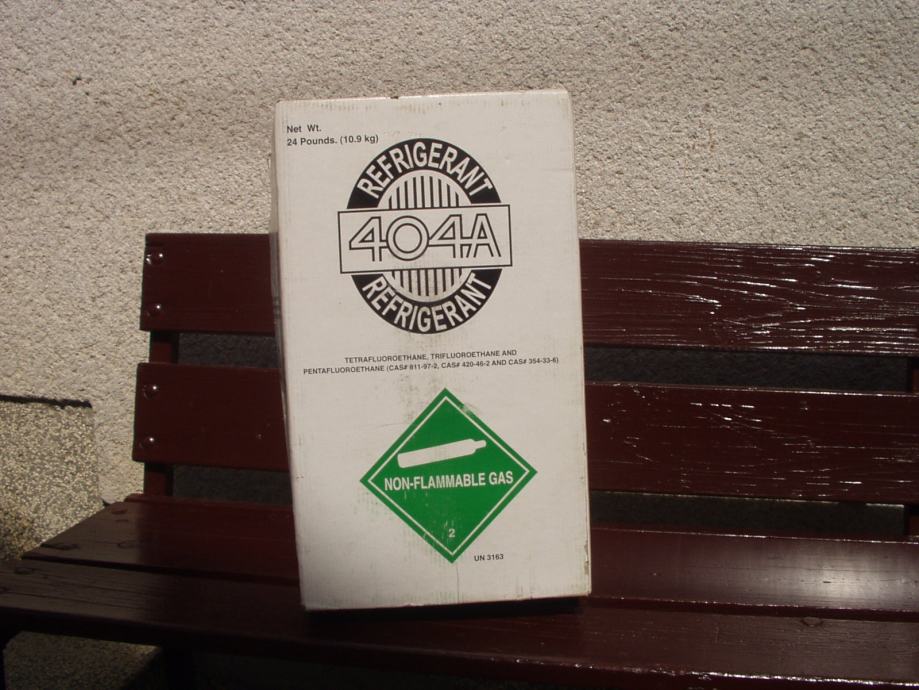 Net Wt.
24 Pounds. (10.9 kg)
REFRIGERANT
404A
REFRIGERANT
TETRAFLUOROETHANE, TRIFLUOROETHANE AND
PENTAFLUOROETHANE (CAS# 811-97-2, CAS# 420-46-2 AND CAS# 354-33-6)
NON-FLAMMABLE GAS
2
UN 3163